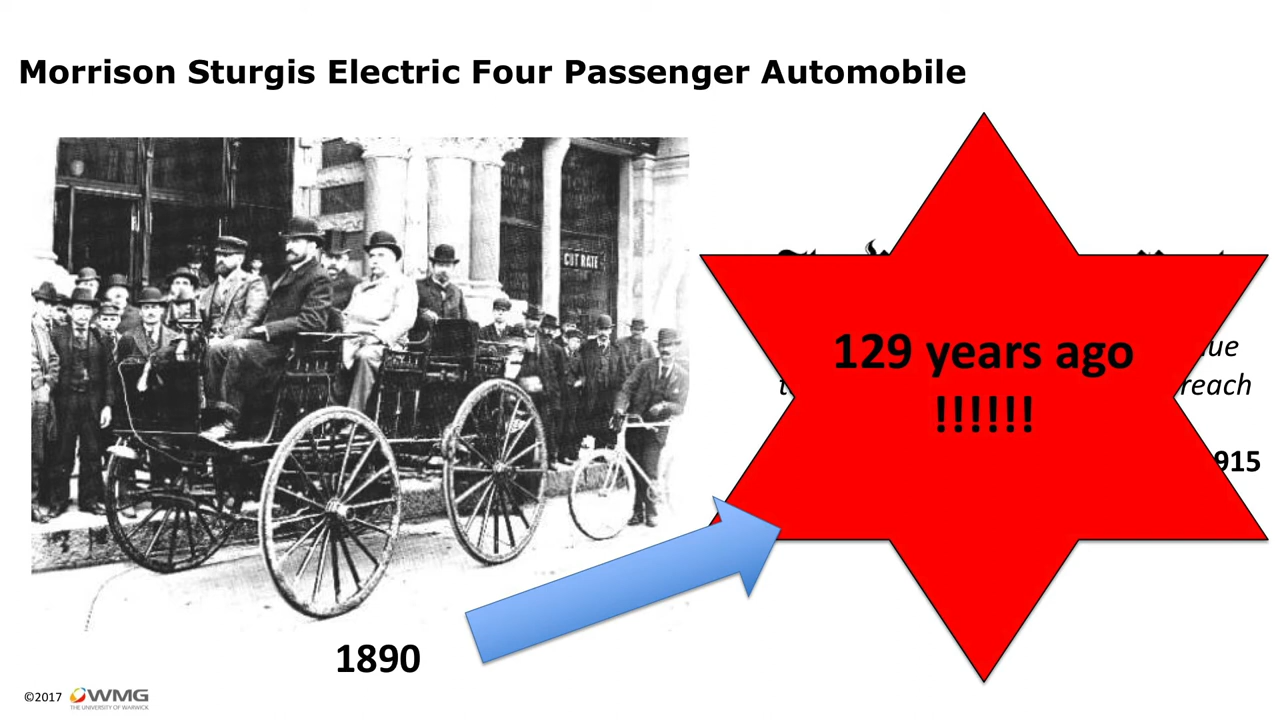 Morrison Sturgis Electric Four Passenger Automobile
CUT RATE
129 years ago
!!!!!!
reach
915
1890
©2017 WMG
THE UNIVERSITY OF WARWICK